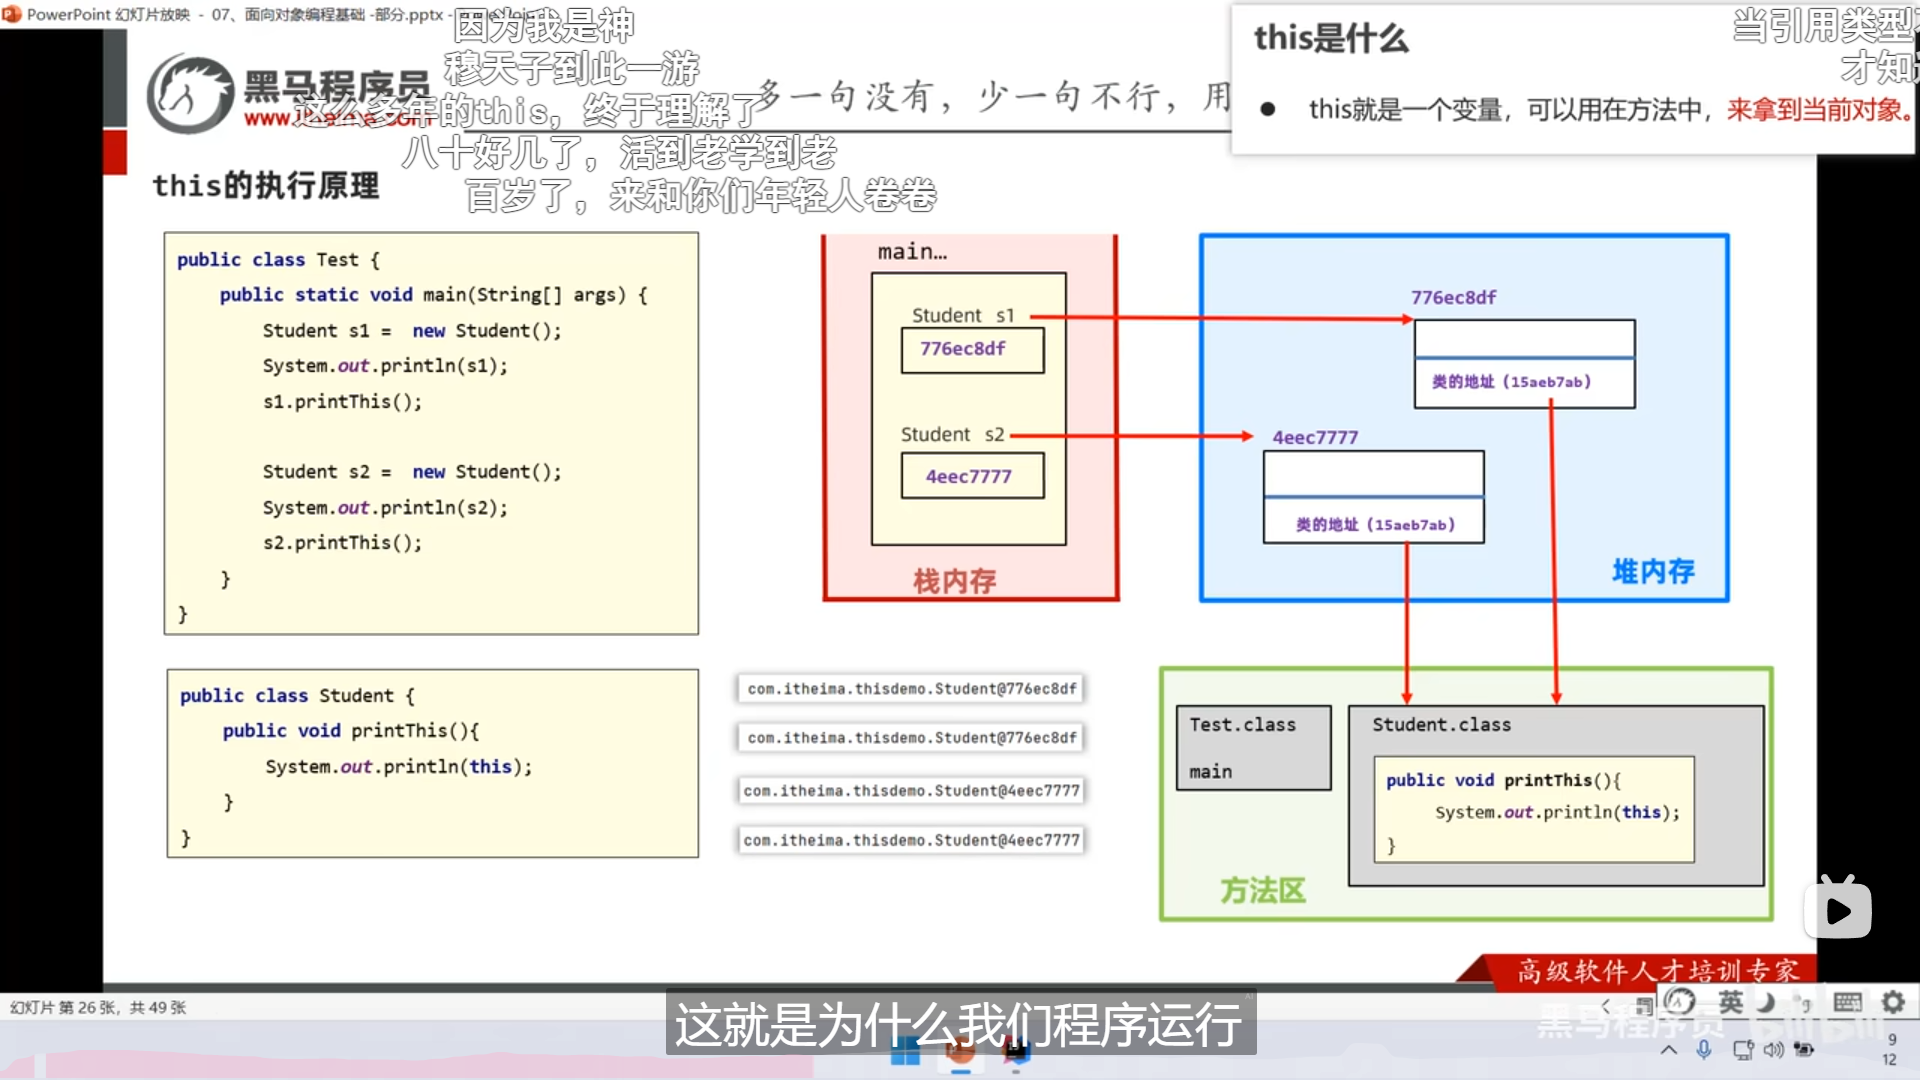 PowerPoint 幻灯片放映 - 07、面向对象编程基础 -部分.pptx -
因为我是神
穆天子到此一游
这么多年的this，终于理解了
八十好几了，活到老学到老
百岁了，来和你们年轻人卷卷
当引用类型
才知
黑马程序员
多一句没有，少一句不行，用
this是什么
● this就是一个变量，可以用在方法中，来拿到当前对象。
this的执行原理
public class Test {
public static void main(String[] args) {
Student s1 = new Student();
System.out.println(s1);
s1.printThis();
Student s2 = new Student();
System.out.println(s2);
s2.printThis();
}
}
public class Student {
public void printThis(){
System.out.println(this);
}
}
main…
Student s1
776ec8df
Student s2
4eec7777
栈内存
776ec8df
类的地址（15aeb7ab）
4eec7777
类的地址（15aeb7ab）
堆内存
com.itheima.thisdemo.Student@776ec8df
com.itheima.thisdemo.Student@776ec8df
com.itheima.thisdemo.Student@4eec7777
com.itheima.thisdemo.Student@4eec7777
Test.class
main
Student.class
public void printThis(){
System.out.println(this);
}
方法区
高级软件人才培训专家
幻灯片 第 26 张，共 49 张
这就是为什么我们程序运行
黑马程序员
英
9
12